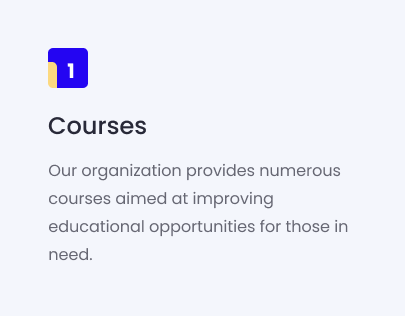 1
Courses
Our organization provides numerous
courses aimed at improving
educational opportunities for those in
need.